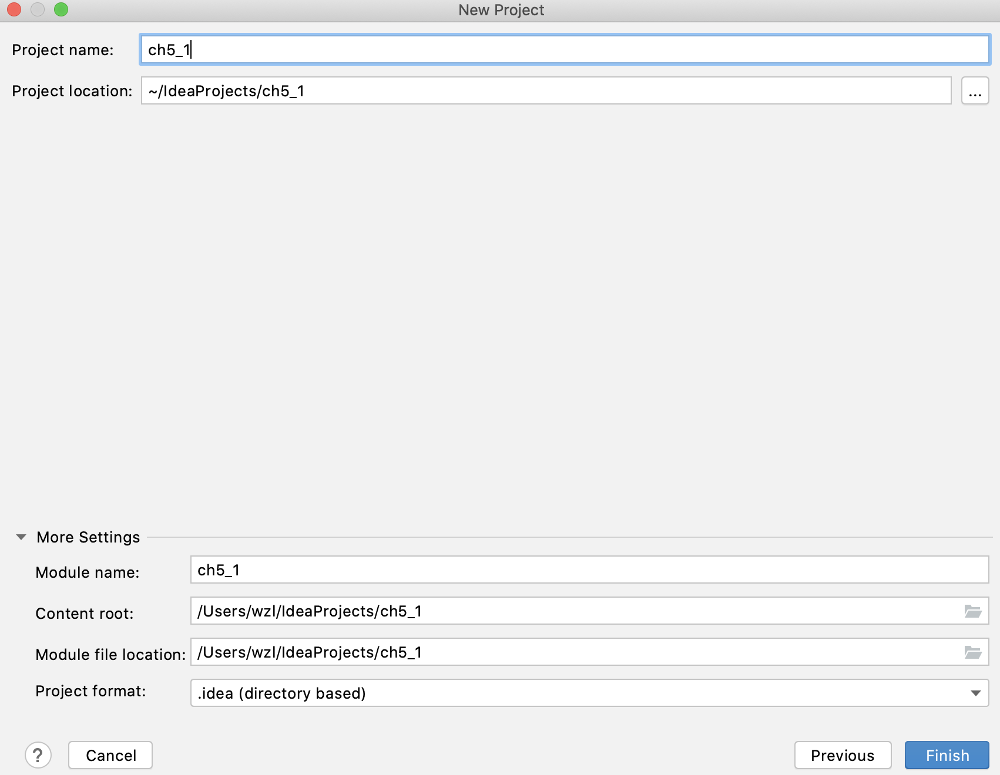 New Project
Project name: ch5_1
Project location: ~/IdeaProjects/ch5_1 ...
More Settings
Module name: ch5_1
Content root: /Users/wzl/IdeaProjects/ch5_1
Module file location: /Users/wzl/IdeaProjects/ch5_1
Project format: .idea (directory based)
? Cancel Previous Finish